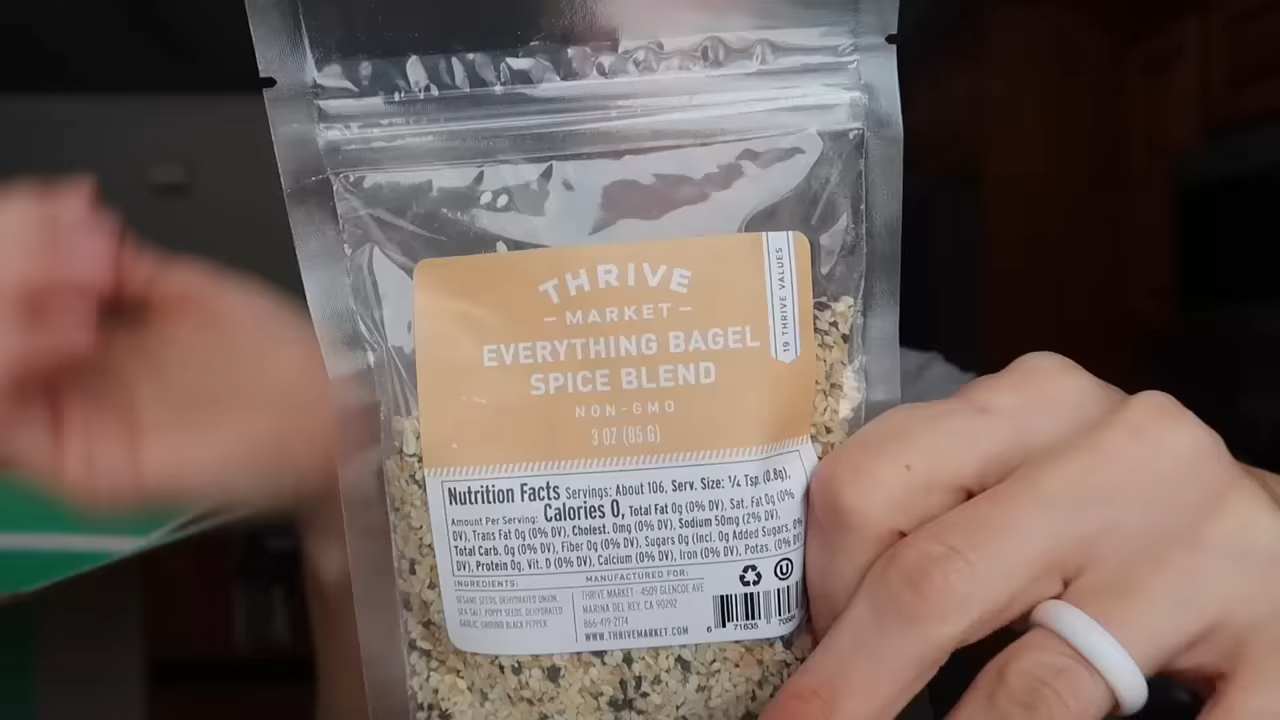 THRIVE
– MARKET –
EVERYTHING BAGEL
SPICE BLEND
NON-GMO
3 OZ (85 G)
19 THRIVE VALUES
Nutrition Facts Servings: About 106, Serv. Size: ¼ Tsp. (0.8g),
Amount Per Serving: Calories 0, Total Fat 0g (0% DV), Sat. Fat 0g (0%
DV), Trans Fat 0g (0% DV), Cholest. 0mg (0% DV), Sodium 50mg (2% DV),
Total Carb. 0g (0% DV), Fiber 0g (0% DV), Sugars 0g (Incl. 0g Added Sugars, 0%
DV), Protein 0g, Vit. D (0% DV), Calcium (0% DV), Iron (0% DV), Potas. (0% DV)
INGREDIENTS:
SESAME SEEDS, DEHYDRATED ONION,
SEA SALT, POPPY SEEDS, DEHYDRATED
GARLIC, GROUND BLACK PEPPER
MANUFACTURED FOR:
THRIVE MARKET - 4509 GLENCOE AVE
MARINA DEL REY, CA 90292
866-419-2174
WWW.THRIVEMARKET.COM
U
6 71635